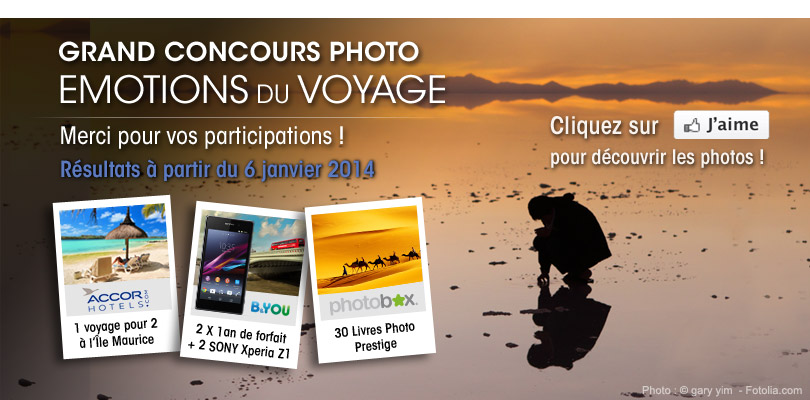 GRAND CONCOURS PHOTO
EMOTIONS DU VOYAGE
Merci pour vos participations !
Résultats à partir du 6 janvier 2014
Cliquez sur J'aime
pour découvrir les photos !
ACCOR
HOTELS.com
1 voyage pour 2
à l'Île Maurice
B&YOU
2 X 1an de forfait
+ 2 SONY Xperia Z1
photobox.
30 Livres Photo
Prestige
Photo : © gary yim - Fotolia.com